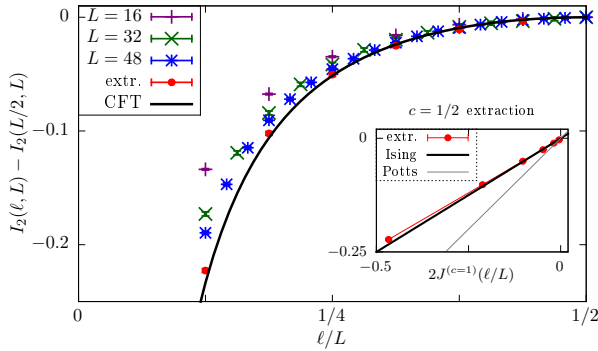 0
−0.1
−0.2
I₂(ℓ, L) − I₂(L/2, L)
L = 16
L = 32
L = 48
extr.
CFT
c = 1/2 extraction
extr.
Ising
Potts
0
−0.25
−0.5
0
2J⁽ᶜ⁼¹⁾(ℓ/L)
0
1/4
1/2
ℓ/L